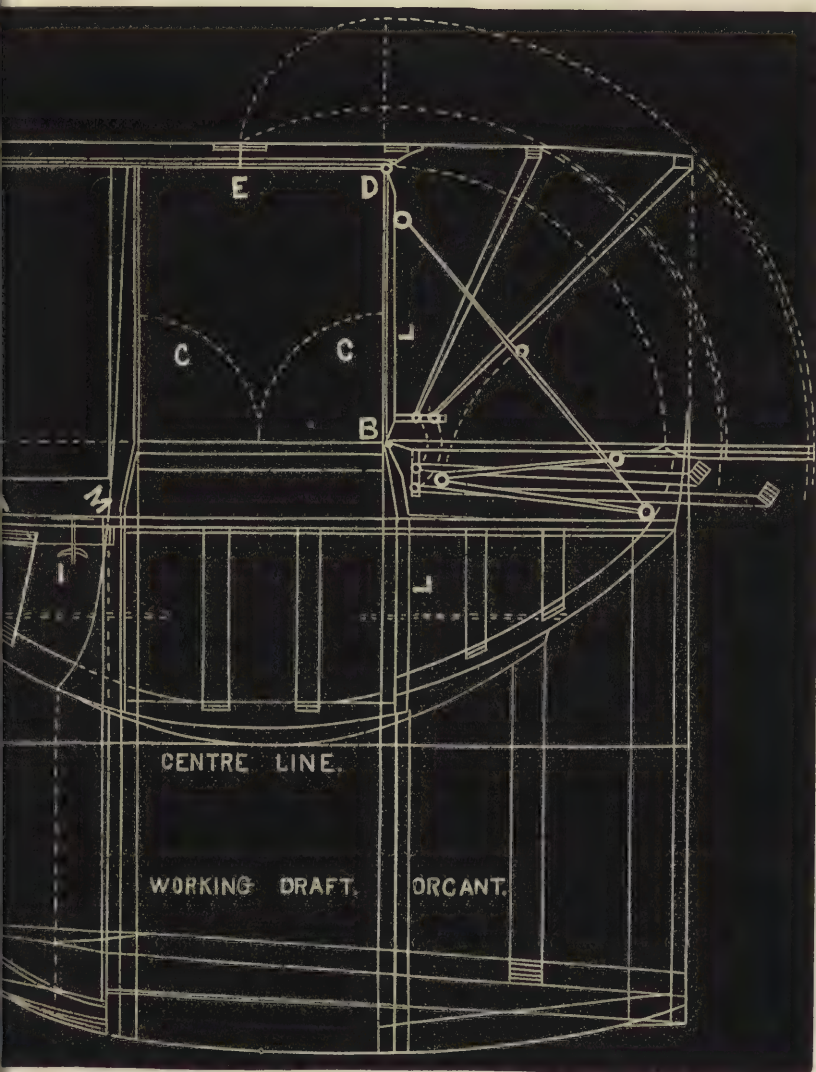 E D
C C L
B
M
I L
CENTRE LINE.
WORKING DRAFT. ORCANT.